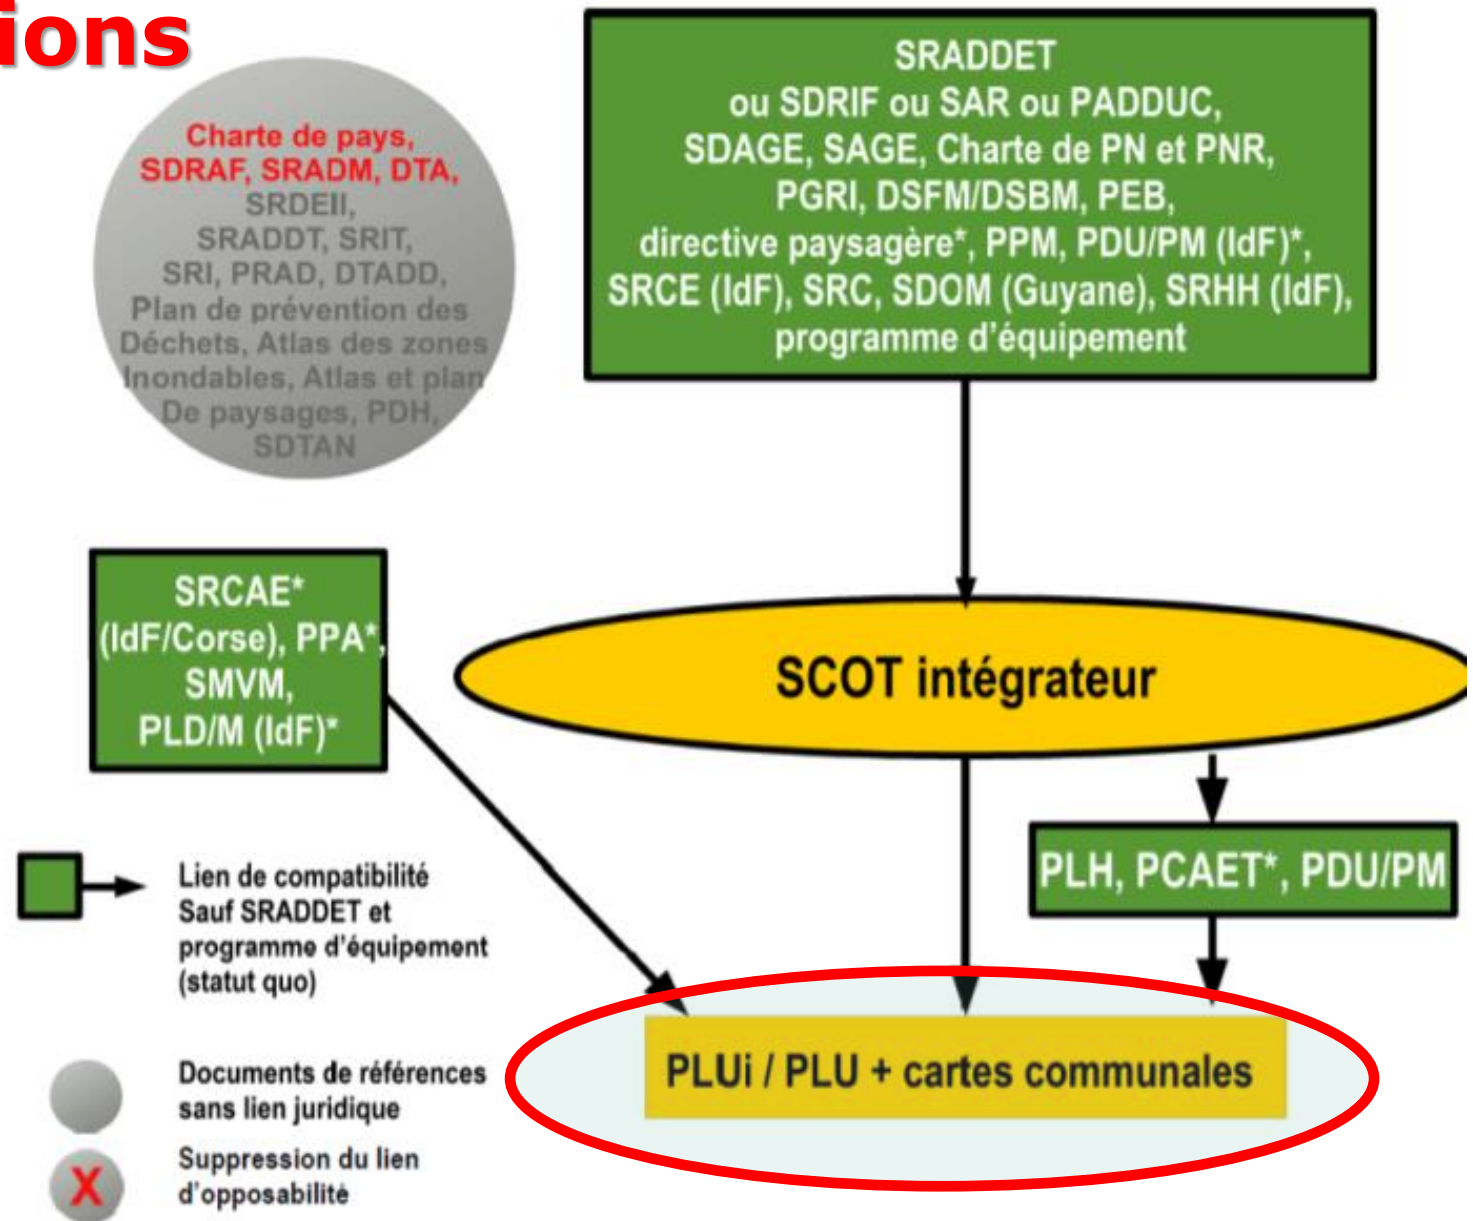 ions
Charte de pays,
SDRAF, SRADM, DTA,
SRDEII,
SRADDT, SRIT,
SRI, PRAD, DTADD,
Plan de prévention des
Déchets, Atlas des zones
Inondables, Atlas et plan
De paysages, PDH,
SDTAN
SRADDET
ou SDRIF ou SAR ou PADDUC,
SDAGE, SAGE, Charte de PN et PNR,
PGRI, DSFM/DSBM, PEB,
directive paysagère*, PPM, PDU/PM (IdF)*,
SRCE (IdF), SRC, SDOM (Guyane), SRHH (IdF),
programme d'équipement
SRCAE*
(IdF/Corse), PPA*,
SMVM,
PLD/M (IdF)*
SCOT intégrateur
PLH, PCAET*, PDU/PM
PLUi / PLU + cartes communales
Lien de compatibilité
Sauf SRADDET et
programme d'équipement
(statut quo)
Documents de références
sans lien juridique
X
Suppression du lien
d'opposabilité